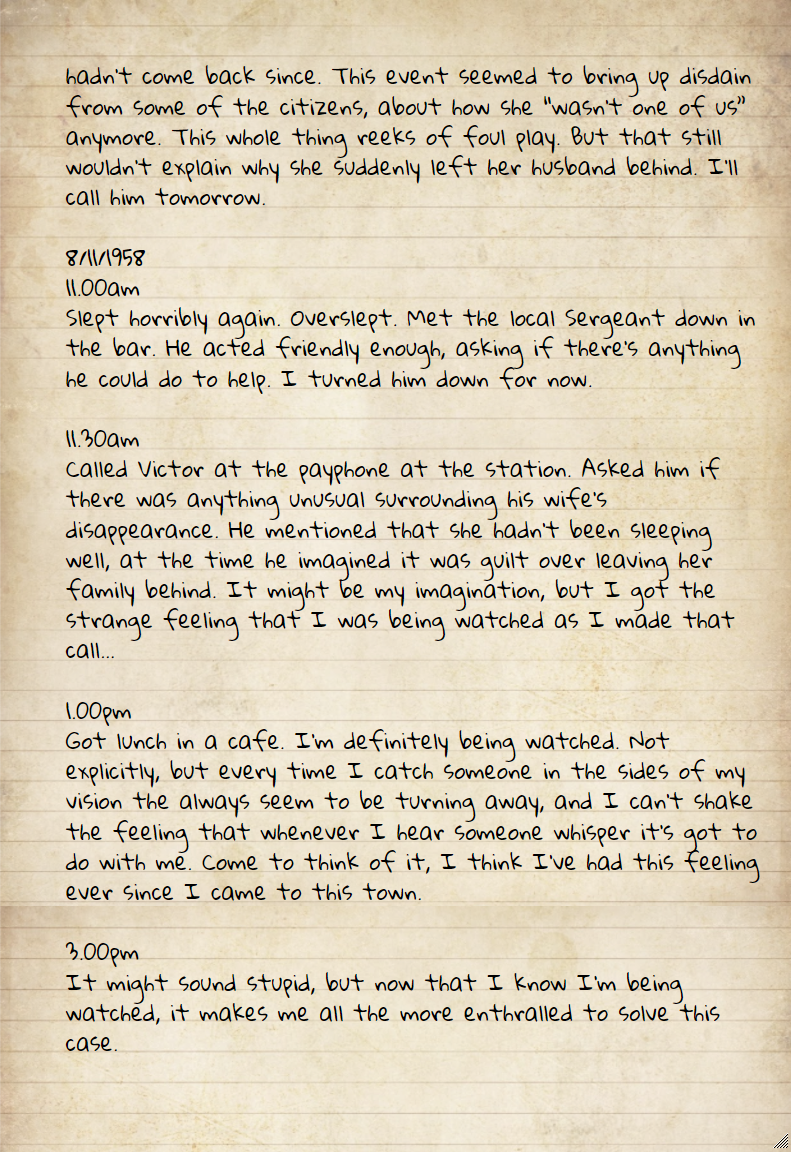 hadn't come back since. This event seemed to bring up disdain
from some of the citizens, about how she "wasn't one of us"
anymore. This whole thing reeks of foul play. But that still
wouldn't explain why she suddenly left her husband behind. I'll
call him tomorrow.
8/11/1958
11.00am
Slept horribly again. Overslept. Met the local Sergeant down in
the bar. He acted friendly enough, asking if there's anything
he could do to help. I turned him down for now.
11.30am
Called Victor at the payphone at the station. Asked him if
there was anything unusual surrounding his wife's
disappearance. He mentioned that she hadn't been sleeping
well, at the time he imagined it was guilt over leaving her
family behind. It might be my imagination, but I got the
strange feeling that I was being watched as I made that
call...
1.00pm
Got lunch in a cafe. I'm definitely being watched. Not
explicitly, but every time I catch someone in the sides of my
vision the always seem to be turning away, and I can't shake
the feeling that whenever I hear someone whisper it's got to
do with me. Come to think of it, I think I've had this feeling
ever since I came to this town.
3.00pm
It might sound stupid, but now that I know I'm being
watched, it makes me all the more enthralled to solve this
case.